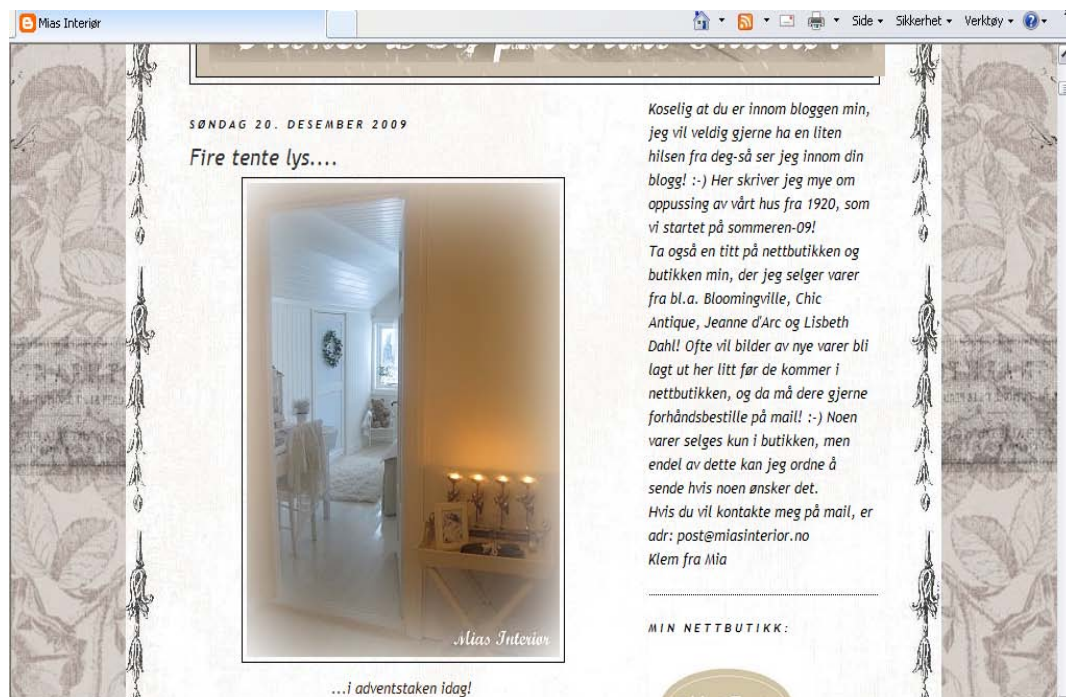 Mias Interiør
Side
Sikkerhet
Verktøy
SØNDAG 20. DESEMBER 2009
Fire tente lys....
Mias Interiør
...i adventstaken idag!
Koselig at du er innom bloggen min,
jeg vil veldig gjerne ha en liten
hilsen fra deg-så ser jeg innom din
blogg! :-) Her skriver jeg mye om
oppussing av vårt hus fra 1920, som
vi startet på sommeren-09!
Ta også en titt på nettbutikken og
butikken min, der jeg selger varer
fra bl.a. Bloomingville, Chic
Antique, Jeanne d'Arc og Lisbeth
Dahl! Ofte vil bilder av nye varer bli
lagt ut her litt før de kommer i
nettbutikken, og da må dere gjerne
forhåndsbestille på mail! :-) Noen
varer selges kun i butikken, men
endel av dette kan jeg ordne å
sende hvis noen ønsker det.
Hvis du vil kontakte meg på mail, er
adr: post@miasinterior.no
Klem fra Mia
MIN NETTBUTIKK: